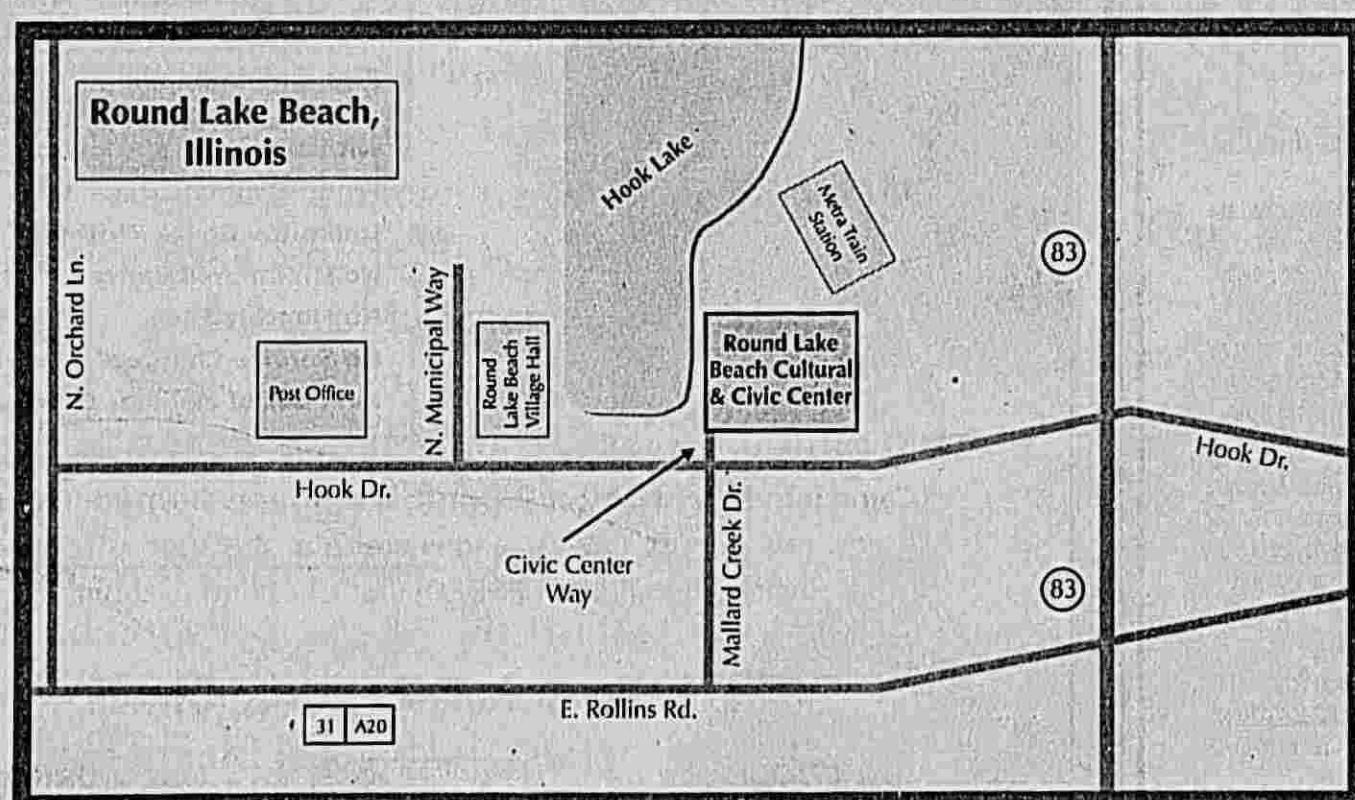 Round Lake Beach,
Illinois
Hook Lake
Metra Train
Station
83
N. Orchard Ln.
N. Municipal Way
Post Office
Round
Lake Beach
Village Hall
Round Lake
Beach Cultural
& Civic Center
Hook Dr.
Hook Dr.
Civic Center
Way
Mallard Creek Dr.
83
E. Rollins Rd.
31 A20